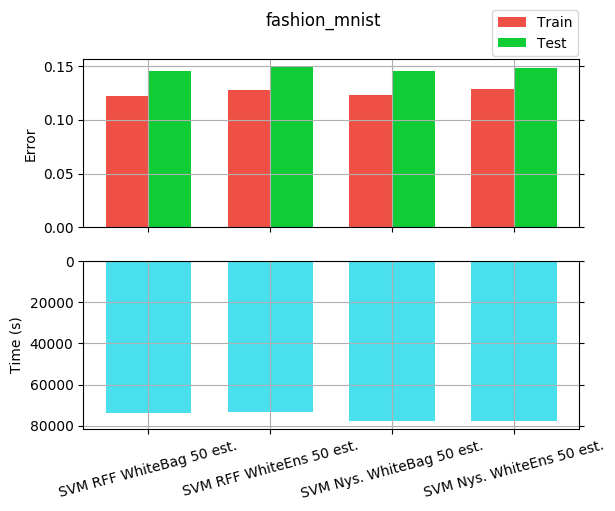 fashion_mnist
Train
Test
0.15
0.10
0.05
0.00
Error
0
20000
40000
60000
80000
Time (s)
SVM RFF WhiteBag 50 est.
SVM RFF WhiteEns 50 est.
SVM Nys. WhiteBag 50 est.
SVM Nys. WhiteEns 50 est.